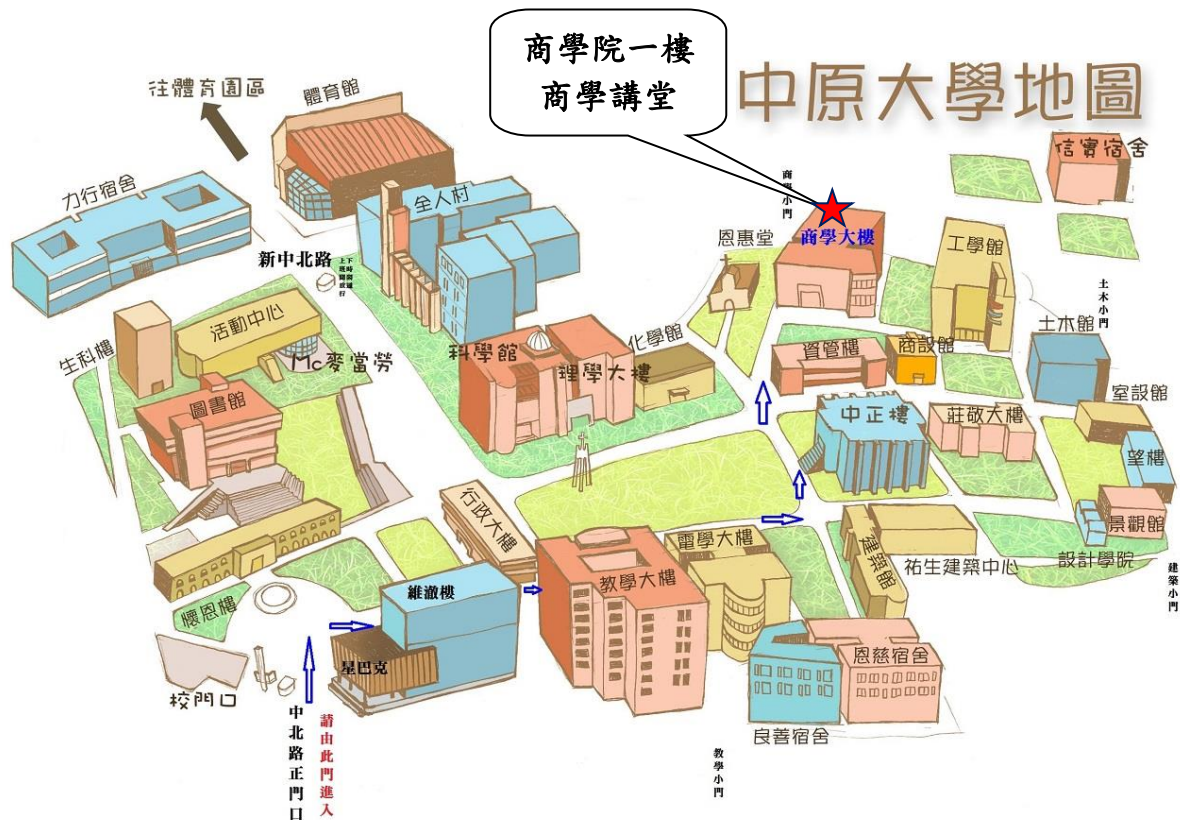 商學院一樓
商學講堂
中原大學地圖
往體育園區
體育館
信實宿舍
商學小門
力行宿舍
全人村
恩惠堂
商學大樓
工學館
新中北路
上班開放行
土木小門
生科樓
活動中心
Mc麥當勞
科學館
理學大樓
化學館
資管樓
商設館
土木館
室設館
圖書館
中正樓
莊敬大樓
望樓
行政大樓
電學大樓
建築館
祐生建築中心
景觀館
設計學院
建築小門
懷恩樓
維澈樓
教學大樓
星巴克
恩慈宿舍
校門口
中北路正門口
請由此門進入
良善宿舍
教學小門